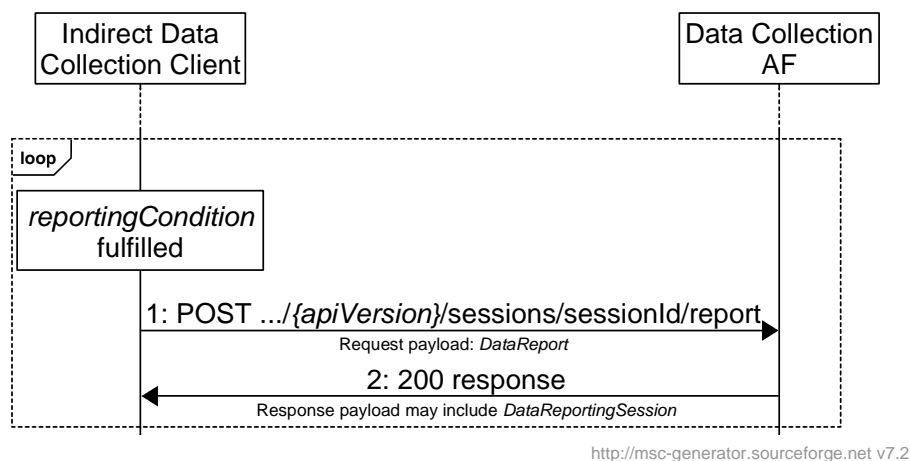 Indirect Data
Collection Client
Data Collection
AF
loop
reportingCondition
fulfilled
1: POST .../{apiVersion}/sessions/sessionId/report
Request payload: DataReport
2: 200 response
Response payload may include DataReportingSession
http://msc-generator.sourceforge.net v7.2